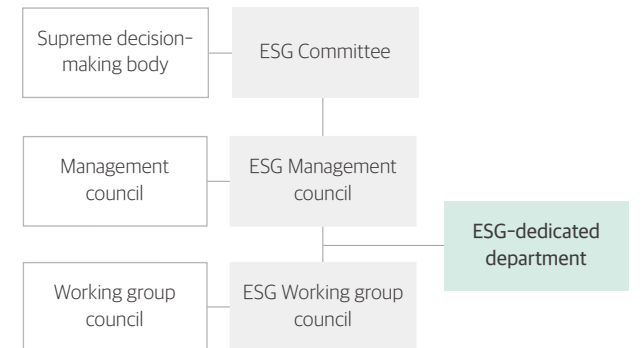 Supreme decision-
making body
ESG Committee
Management
council
ESG Management
council
ESG-dedicated
department
Working group
council
ESG Working group
council